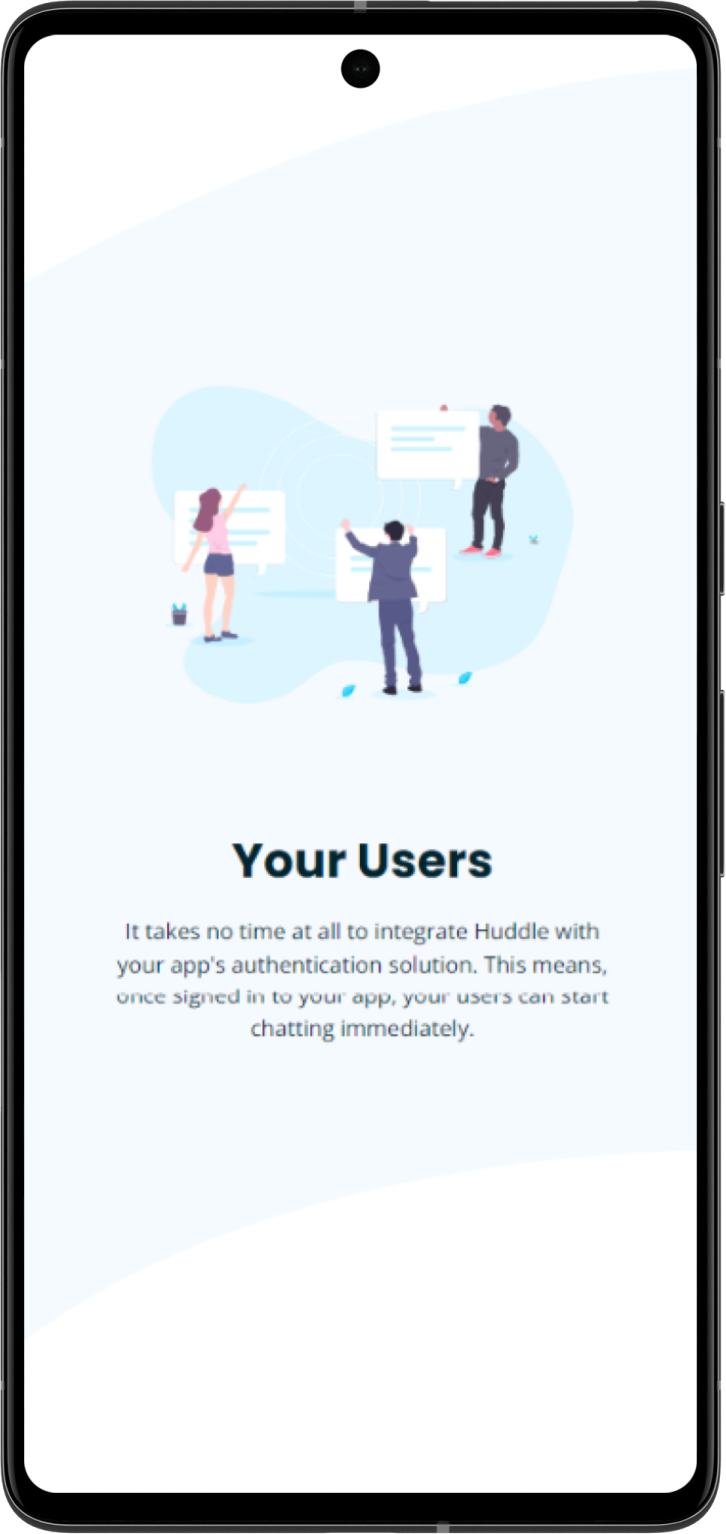 Your Users
It takes no time at all to integrate Huddle with
your app's authentication solution. This means,
once signed in to your app, your users can start
chatting immediately.